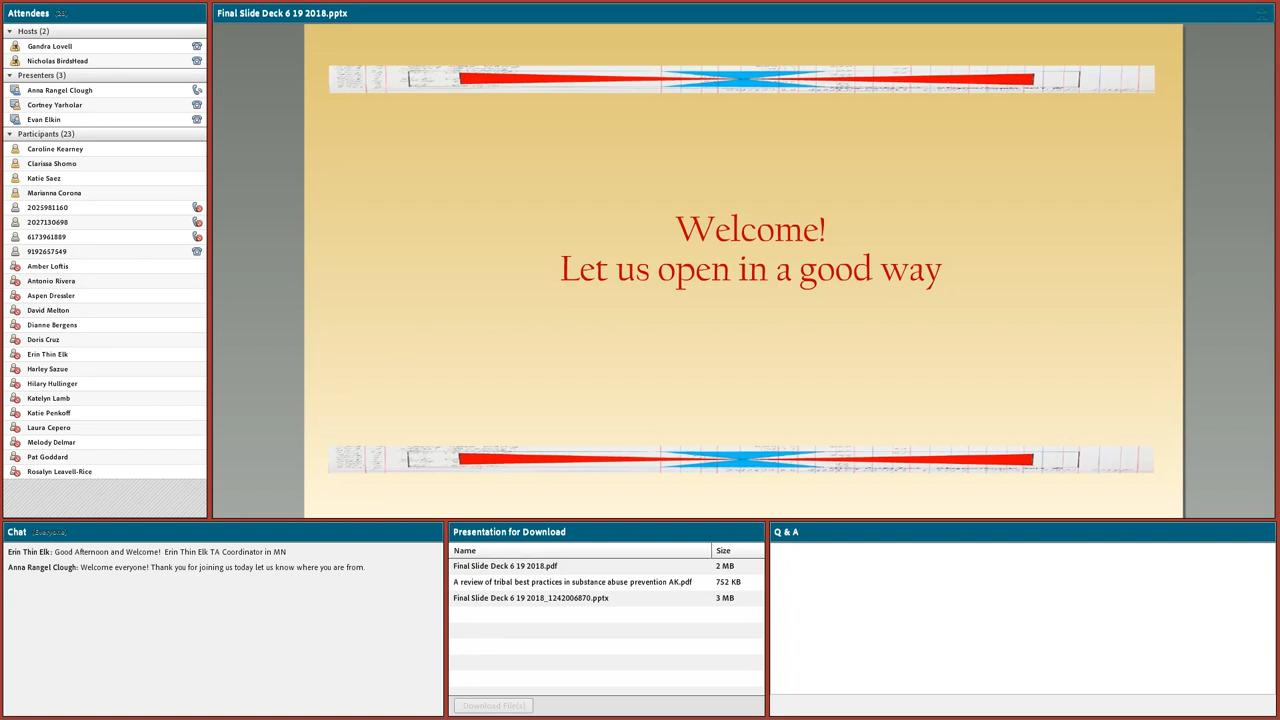 Attendees
Hosts (2)
Gandra Lovell
Nicholas BirdsHead
Presenters (3)
Anna Rangel Clough
Cortney Yarholar
Evan Elkin
Participants (23)
Caroline Kearney
Clarissa Shomo
Katie Saez
Marianna Corona
2025981160
2027130698
6173961889
9192657549
Amber Loftis
Antonio Rivera
Aspen Dressler
David Melton
Dianne Bergens
Doris Cruz
Erin Thin Elk
Harley Sazue
Hilary Hullinger
Katelyn Lamb
Katie Penkoff
Laura Cepero
Melody Delmar
Pat Goddard
Rosalyn Leavell-Rice
Final Slide Deck 6 19 2018.pptx
Welcome!
Let us open in a good way
Chat (Everyone)
Erin Thin Elk: Good Afternoon and Welcome! Erin Thin Elk TA Coordinator in MN
Anna Rangel Clough: Welcome everyone! Thank you for joining us today let us know where you are from.
Presentation for Download
Name Size
Final Slide Deck 6 19 2018.pdf 2 MB
A review of tribal best practices in substance abuse prevention AK.pdf 752 KB
Final Slide Deck 6 19 2018_1242006870.pptx 3 MB
Download File(s)
Q & A